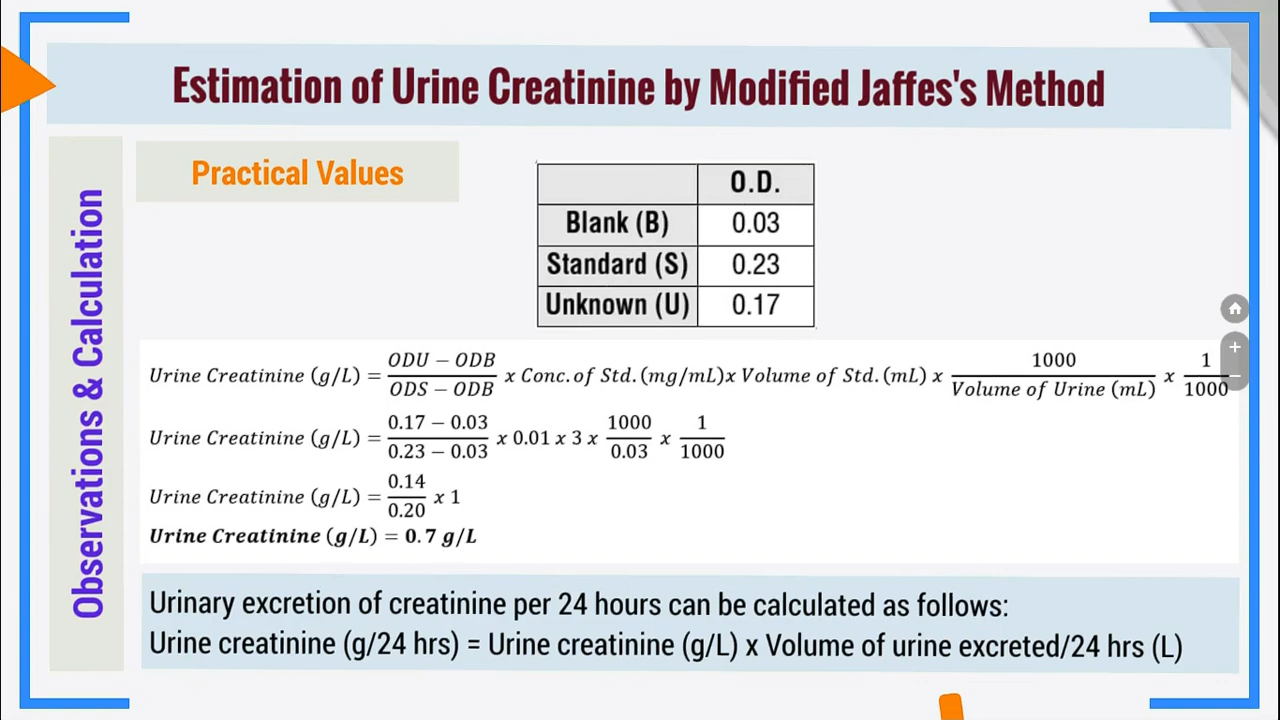 Estimation of Urine Creatinine by Modified Jaffes's Method
Observations & Calculation
Practical Values
O.D.
Blank (B) 0.03
Standard (S) 0.23
Unknown (U) 0.17
Urine Creatinine (g/L) = (ODU − ODB)/(ODS − ODB) x Conc. of Std. (mg/mL)x Volume of Std. (mL) x 1000/(Volume of Urine (mL)) x 1/1000
Urine Creatinine (g/L) = (0.17 − 0.03)/(0.23 − 0.03) x 0.01 x 3 x 1000/0.03 x 1/1000
Urine Creatinine (g/L) = 0.14/0.20 x 1
Urine Creatinine (g/L) = 0.7 g/L
Urinary excretion of creatinine per 24 hours can be calculated as follows:
Urine creatinine (g/24 hrs) = Urine creatinine (g/L) x Volume of urine excreted/24 hrs (L)